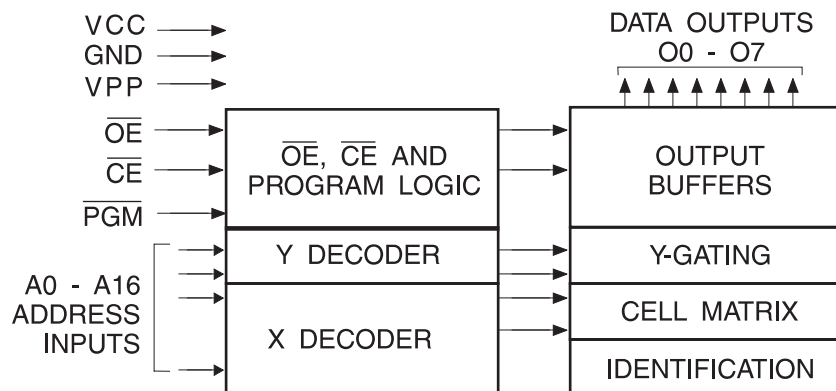 VCC
GND
VPP
OE
CE
PGM
A0 - A16
ADDRESS
INPUTS
OE, CE AND
PROGRAM LOGIC
Y DECODER
X DECODER
DATA OUTPUTS
O0 - O7
OUTPUT
BUFFERS
Y-GATING
CELL MATRIX
IDENTIFICATION